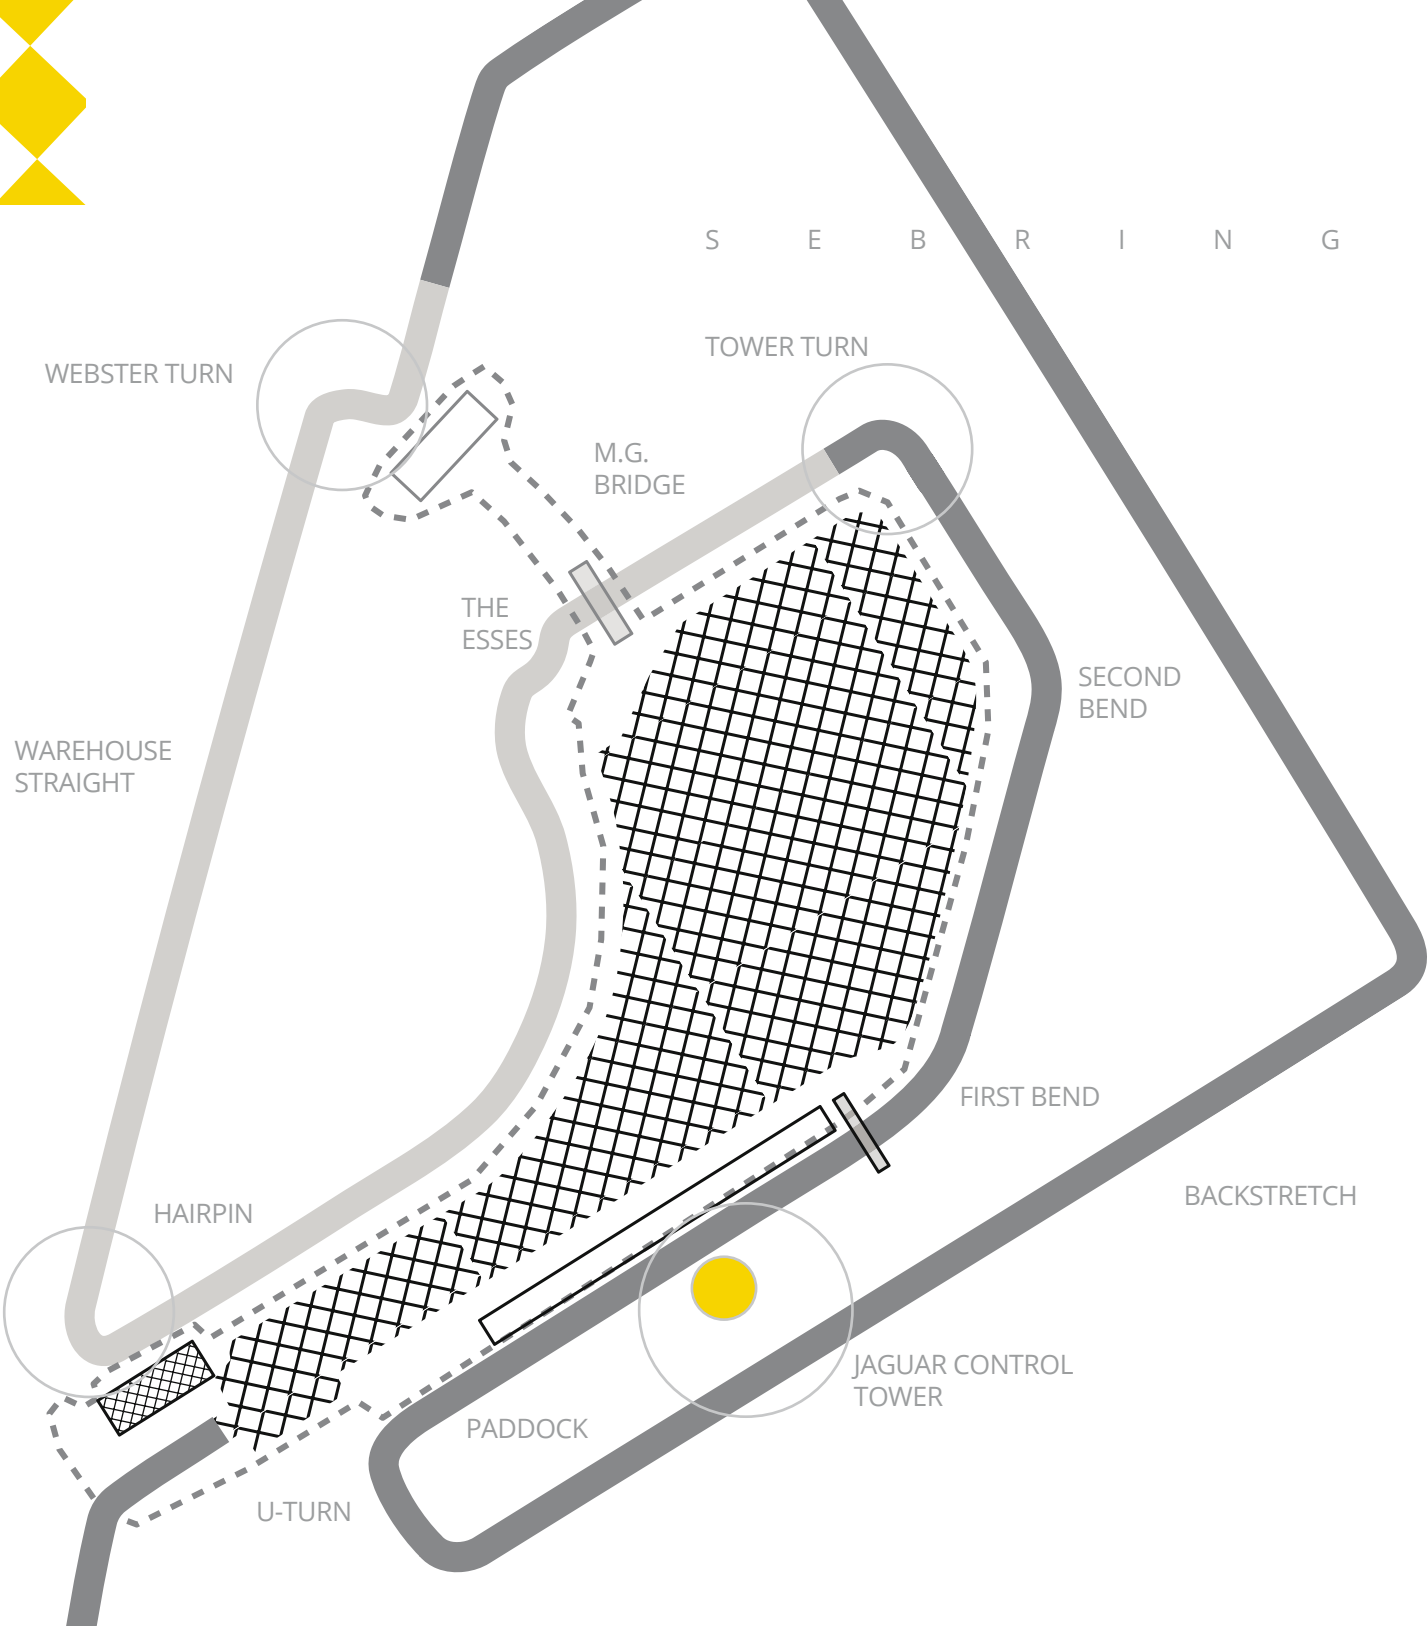 S E B R I N G
TOWER TURN
WEBSTER TURN
M.G.
BRIDGE
THE
ESSES
SECOND
BEND
WAREHOUSE
STRAIGHT
FIRST BEND
BACKSTRETCH
HAIRPIN
JAGUAR CONTROL
TOWER
PADDOCK
U-TURN